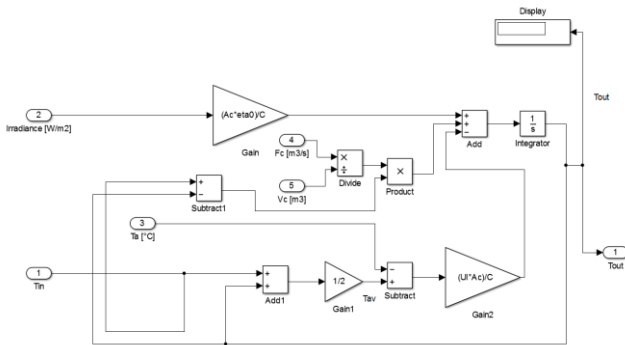 Display
Tout
2
Irradiance [W/m2]
(Ac*eta0)/C
Gain
4
Fc [m3/s]
5
Vc [m3]
×
÷
Divide
×
Product
+
+
−
Add
1
s
Integrator
+
−
Subtract1
3
Ta [°C]
1
Tin
+
+
Add1
1/2
Gain1
Tav
−
+
Subtract
(Ul*Ac)/C
Gain2
1
Tout